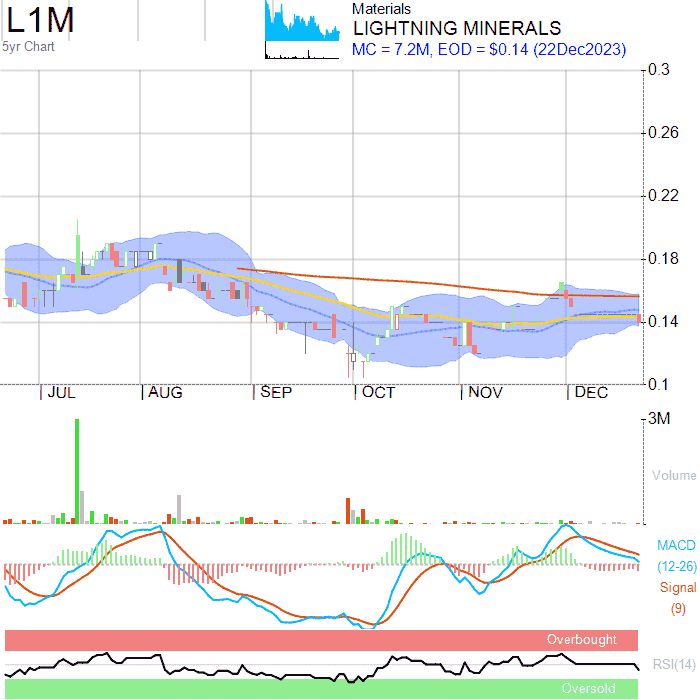 L1M
5yr Chart
Materials
LIGHTNING MINERALS
MC = 7.2M, EOD = $0.14 (22Dec2023)
0.3
0.26
0.22
0.18
0.14
0.1
JUL AUG SEP OCT NOV DEC
3M
Volume
MACD
(12-26)
Signal
(9)
Overbought
RSI(14)
Oversold